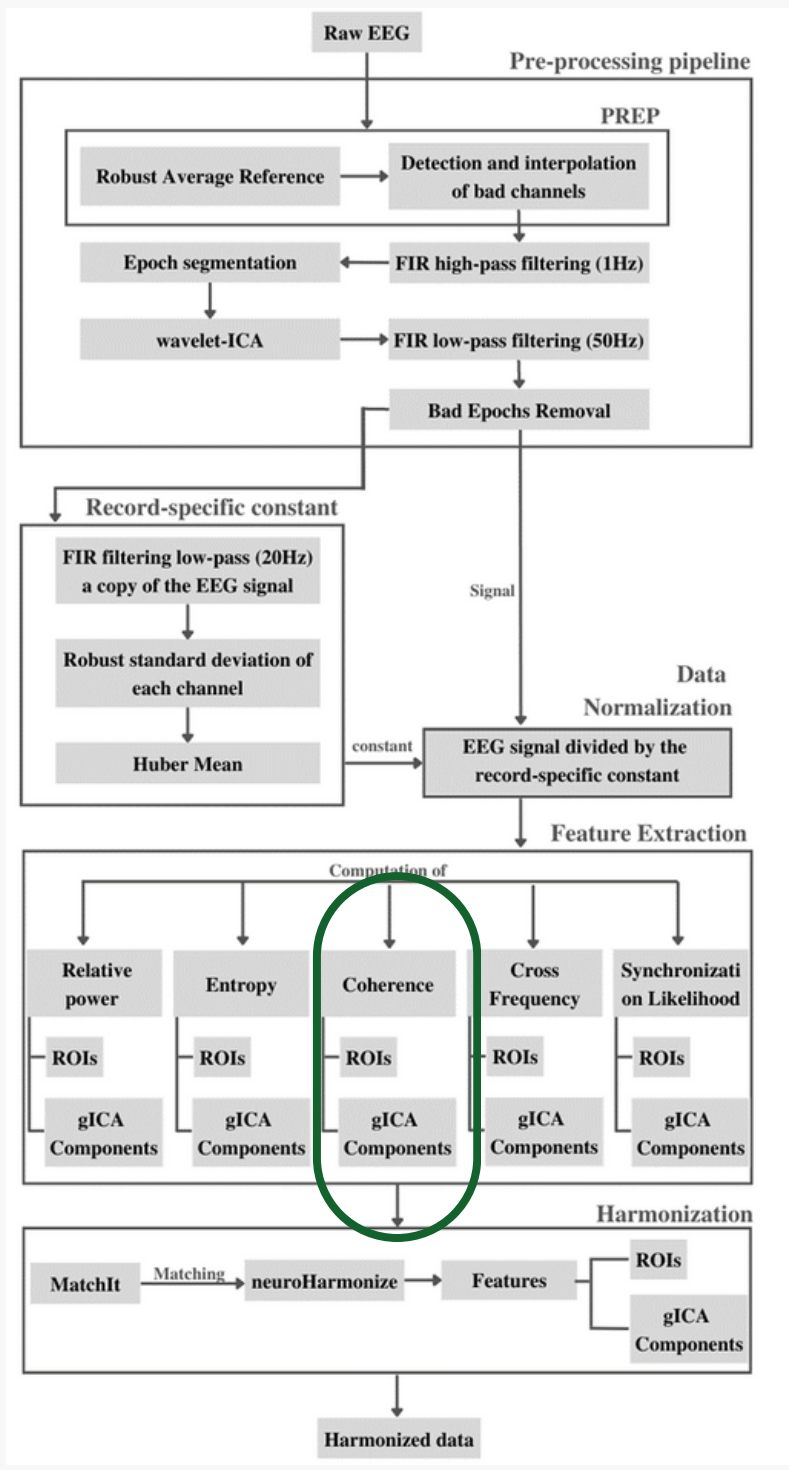 Raw EEG
Pre-processing pipeline
PREP
Robust Average Reference
Detection and interpolation
of bad channels
Epoch segmentation
FIR high-pass filtering (1Hz)
wavelet-ICA
FIR low-pass filtering (50Hz)
Bad Epochs Removal
Record-specific constant
FIR filtering low-pass (20Hz)
a copy of the EEG signal
Robust standard deviation of
each channel
Huber Mean
Signal
constant
Data
Normalization
EEG signal divided by the
record-specific constant
Feature Extraction
Computation of
Relative
power
ROIs
gICA
Components
Entropy
ROIs
gICA
Components
Coherence
ROIs
gICA
Components
Cross
Frequency
ROIs
gICA
Components
Synchronizati
on Likelihood
ROIs
gICA
Components
Harmonization
MatchIt
Matching
neuroHarmonize
Features
ROIs
gICA
Components
Harmonized data